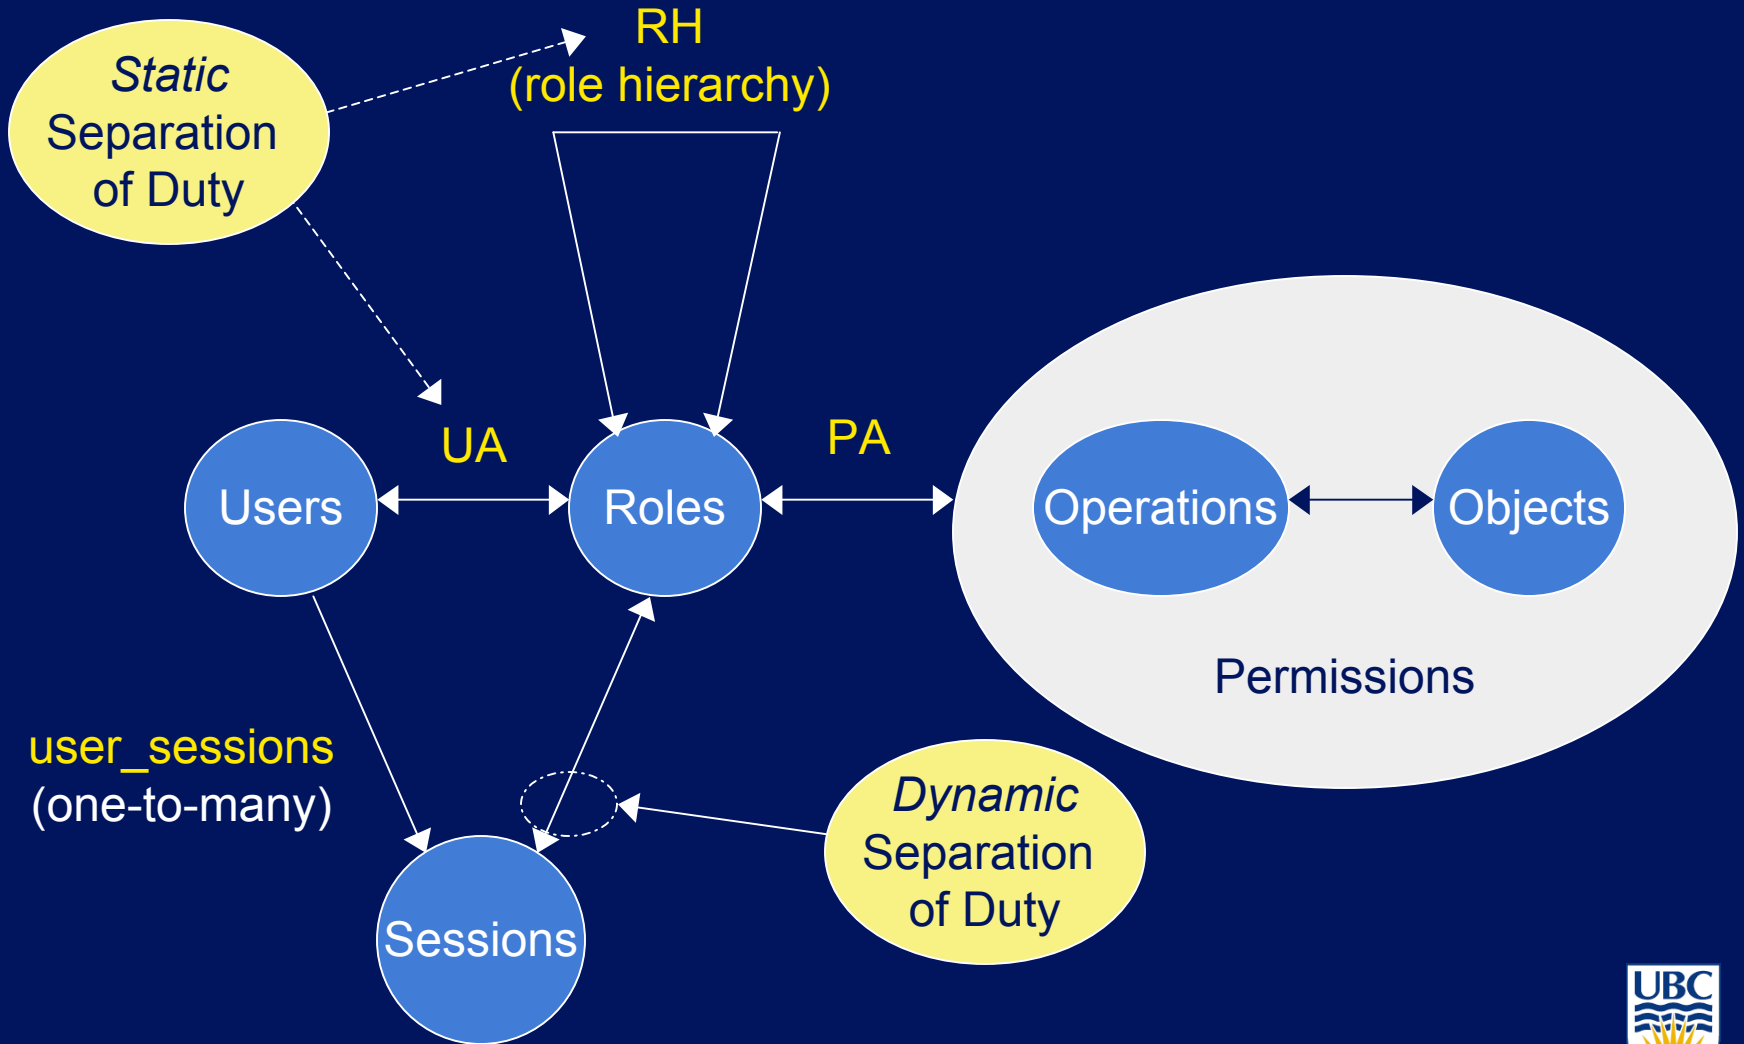 RH
(role hierarchy)
Static
Separation
of Duty
UA
PA
Users
Roles
Operations
Objects
Permissions
user_sessions
(one-to-many)
Dynamic
Separation
of Duty
Sessions
UBC